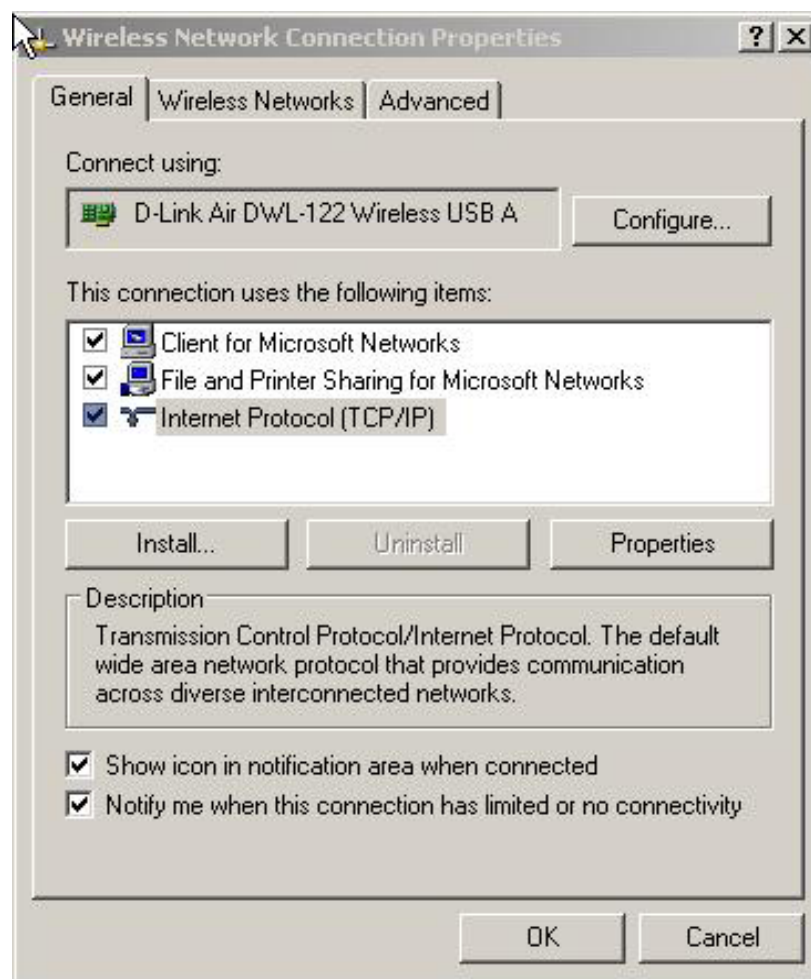 Wireless Network Connection Properties
General Wireless Networks Advanced
Connect using:
D-Link Air DWL-122 Wireless USB A Configure...
This connection uses the following items:
Client for Microsoft Networks
File and Printer Sharing for Microsoft Networks
Internet Protocol (TCP/IP)
Install... Uninstall Properties
Description
Transmission Control Protocol/Internet Protocol. The default
wide area network protocol that provides communication
across diverse interconnected networks.
Show icon in notification area when connected
Notify me when this connection has limited or no connectivity
OK Cancel